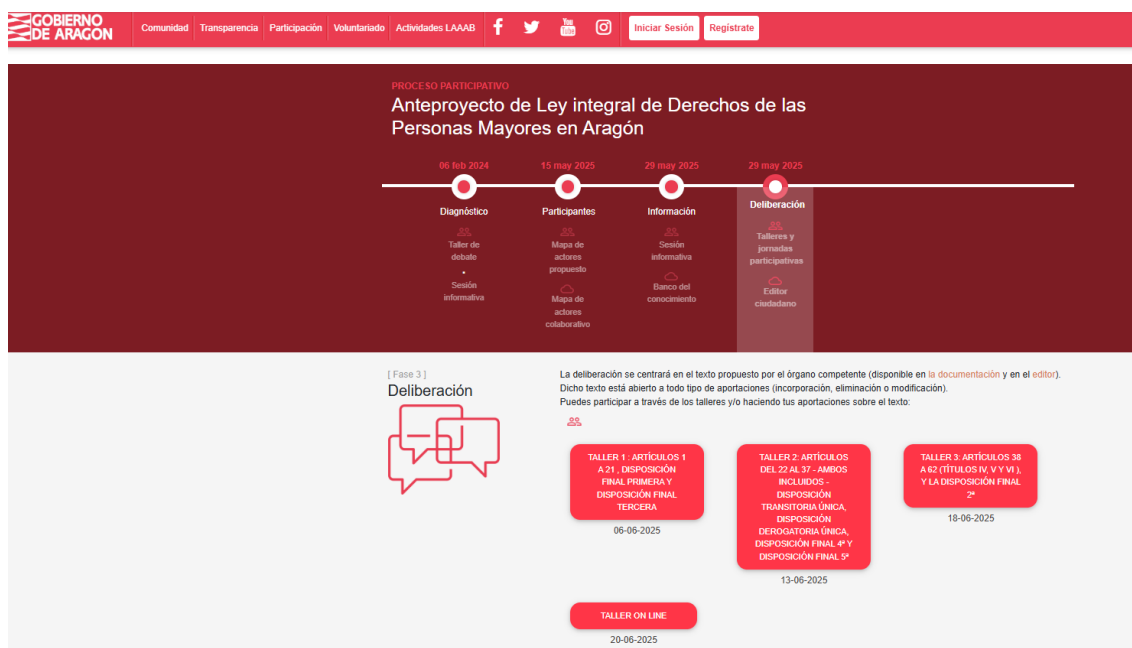 GOBIERNO
DE ARAGON
Comunidad Transparencia Participación Voluntariado Actividades LAAAB f You Tube Iniciar Sesión Regístrate
PROCESO PARTICIPATIVO
Anteproyecto de Ley integral de Derechos de las
Personas Mayores en Aragón
06 feb 2024
15 may 2025
29 may 2025
29 may 2025
Diagnóstico
Taller de
debate
•
Sesión
informativa
Participantes
Mapa de
actores
propuesto
Mapa de
actores
colaborativo
Información
Sesión
informativa
Banco del
conocimiento
Deliberación
Talleres y
jornadas
participativas
Editor
ciudadano
[ Fase 3 ]
Deliberación
La deliberación se centrará en el texto propuesto por el órgano competente (disponible en la documentación y en el editor).
Dicho texto está abierto a todo tipo de aportaciones (incorporación, eliminación o modificación).
Puedes participar a través de los talleres y/o haciendo tus aportaciones sobre el texto:
TALLER 1 : ARTÍCULOS 1
A 21 , DISPOSICIÓN
FINAL PRIMERA Y
DISPOSICIÓN FINAL
TERCERA
06-06-2025
TALLER 2: ARTÍCULOS
DEL 22 AL 37 - AMBOS
INCLUIDOS -
DISPOSICIÓN
TRANSITORIA ÚNICA,
DISPOSICIÓN
DEROGATORIA ÚNICA,
DISPOSICIÓN FINAL 4ª Y
DISPOSICIÓN FINAL 5ª
13-06-2025
TALLER 3: ARTÍCULOS 38
A 62 (TÍTULOS IV, V Y VI ),
Y LA DISPOSICIÓN FINAL
2ª
18-06-2025
TALLER ON LINE
20-06-2025